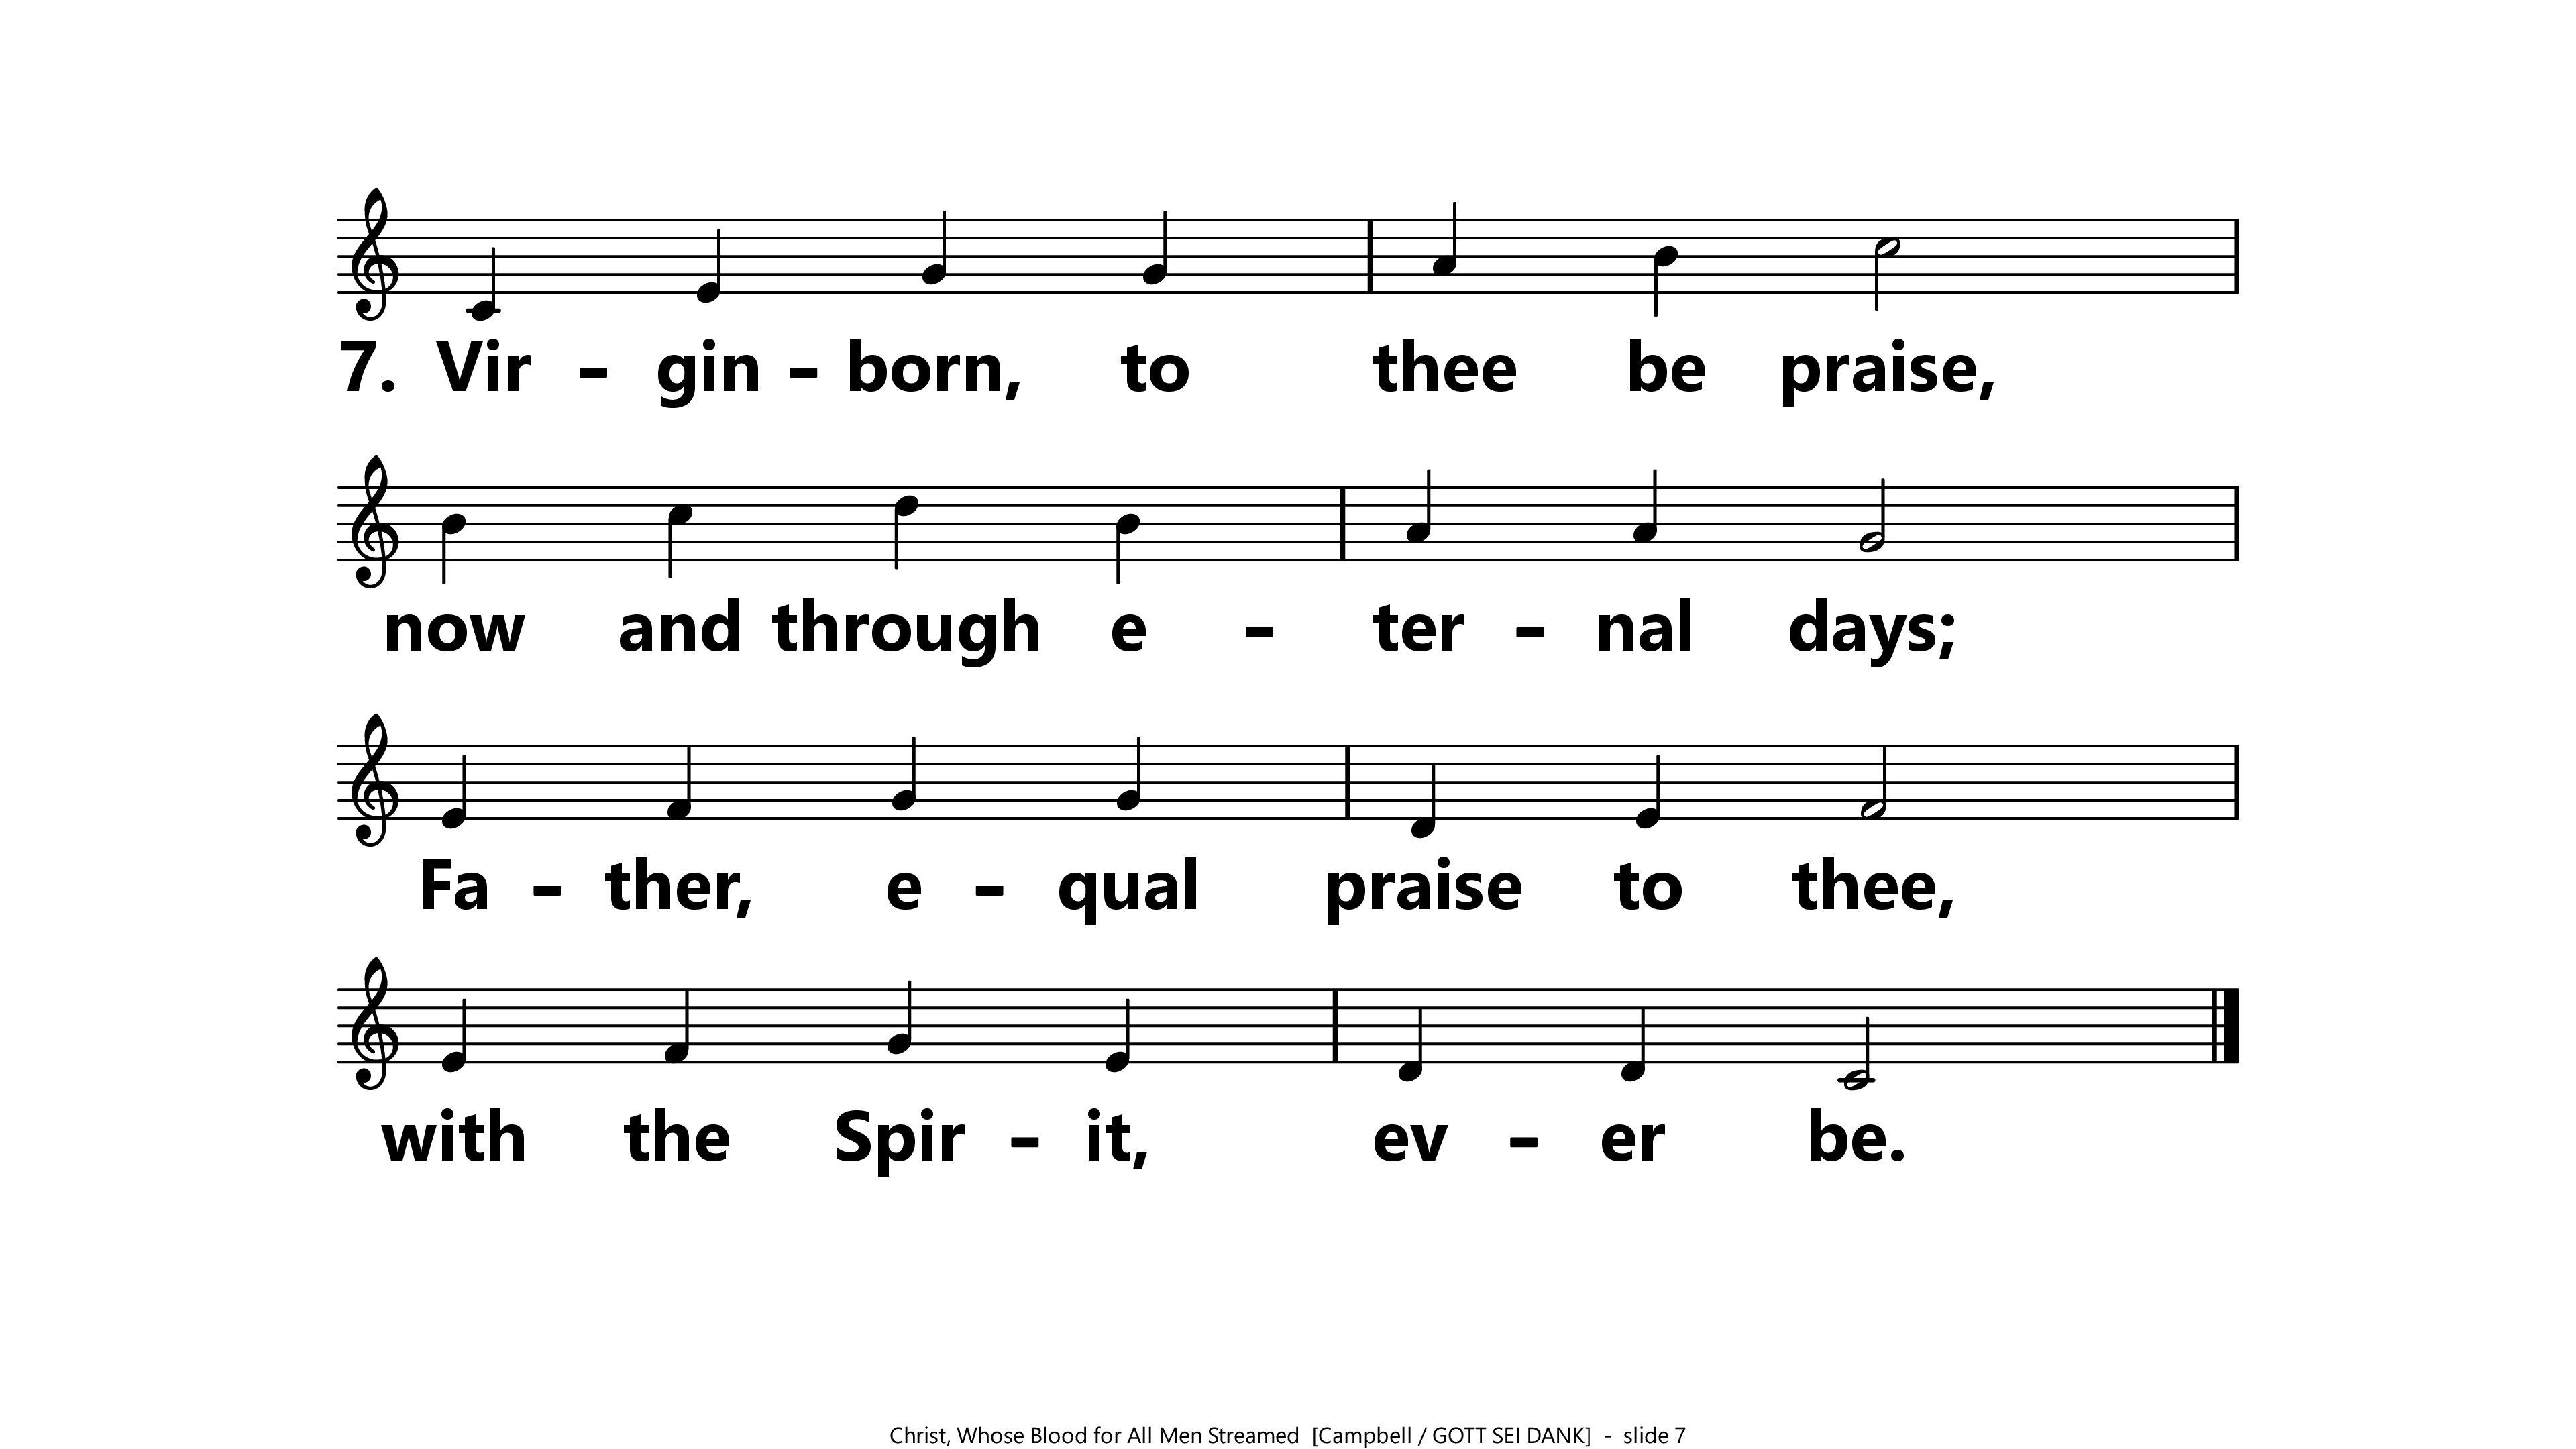 7. Vir - gin - born, to thee be praise,
now and through e - ter - nal days;
Fa - ther, e - qual praise to thee,
with the Spir - it, ev - er be.
Christ, Whose Blood for All Men Streamed [Campbell / GOTT SEI DANK] - slide 7